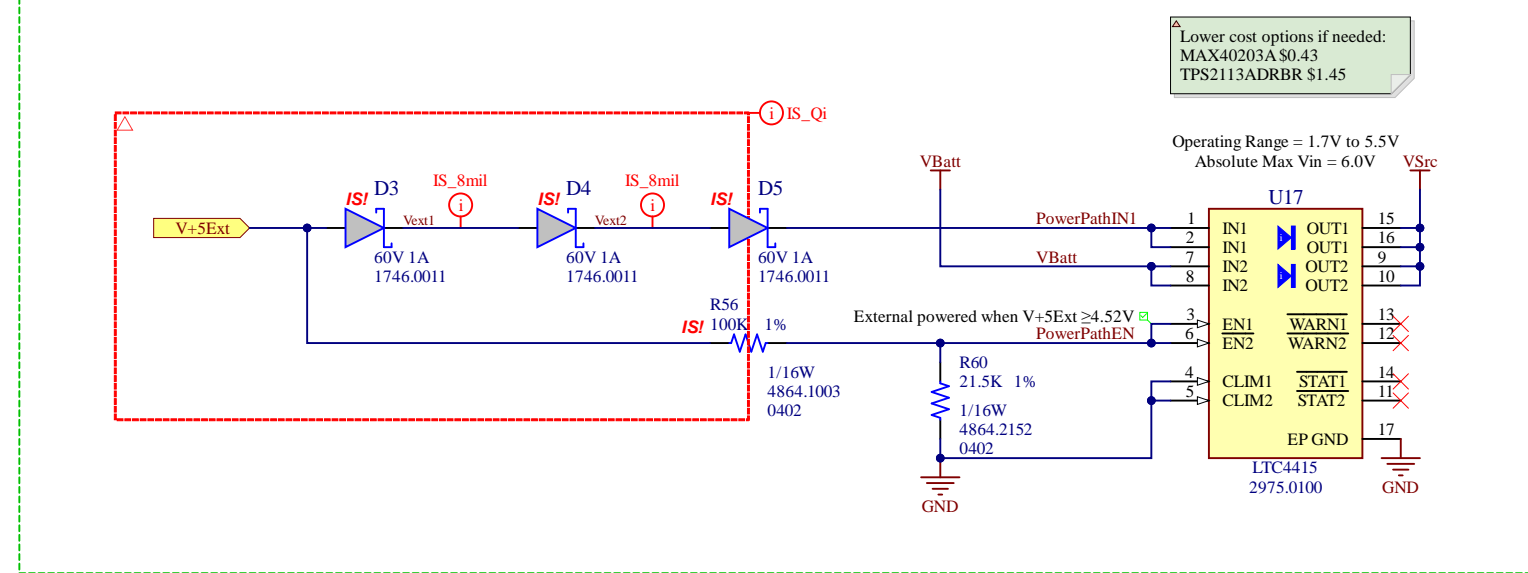 Lower cost options if needed:
MAX40203A $0.43
TPS2113ADRBR $1.45
i IS_Qi
Operating Range = 1.7V to 5.5V
Absolute Max Vin = 6.0V
VBatt
VSrc
IS! D3
IS_8mil
i
IS! D4
IS_8mil
i
IS! D5
U17
V+5Ext
Vext1
Vext2
60V 1A
1746.0011
60V 1A
1746.0011
60V 1A
1746.0011
PowerPathIN1
VBatt
1 IN1 OUT1 15
2 IN1 OUT1 16
7 IN2 OUT2 9
8 IN2 OUT2 10
R56
IS! 100K 1%
1/16W
4864.1003
0402
External powered when V+5Ext ≥4.52V
PowerPathEN
3 EN1 WARN1 13
6 EN2 WARN2 12
R60
21.5K 1%
1/16W
4864.2152
0402
4 CLIM1 STAT1 14
5 CLIM2 STAT2 11
EP GND 17
LTC4415
2975.0100
GND
GND